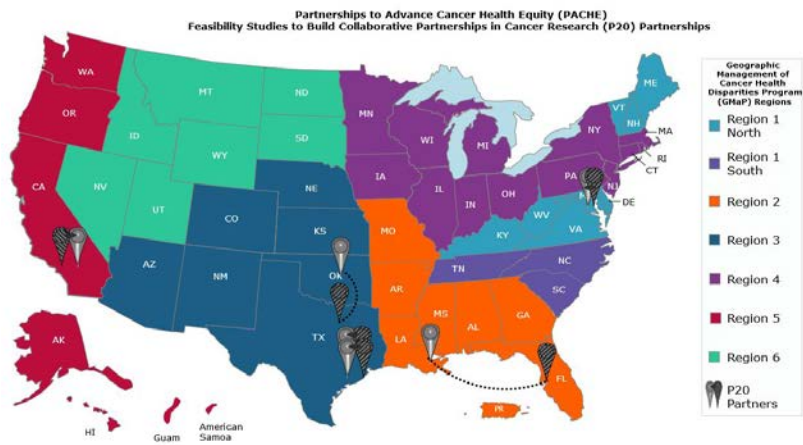 Partnerships to Advance Cancer Health Equity (PACHE)
Feasibility Studies to Build Collaborative Partnerships in Cancer Research (P20) Partnerships
WA
OR
CA
NV
ID
MT
WY
UT
ND
SD
AZ
NM
CO
NE
KS
OK
TX
MN
IA
WI
IL
MI
IN
OH
PA
NY
NJ
ME
VT
NH
MA
RI
CT
DE
WV
VA
KY
TN
NC
SC
MO
AR
LA
MS
AL
GA
FL
PR
AK
HI
Guam
American
Samoa
Geographic
Management of
Cancer Health
Disparities Program
(GMaP) Regions
Region 1
North
Region 1
South
Region 2
Region 3
Region 4
Region 5
Region 6
P20
Partners